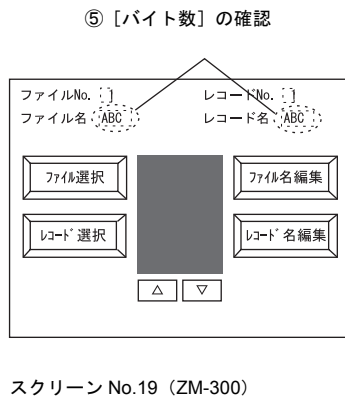 ⑤［バイト数］の確認
ファイルNo. 1 レコードNo. 1
ファイル名 ABC レコード名 ABC
ﾌｧｲﾙ選択 ﾌｧｲﾙ名編集
ﾚｺｰﾄﾞ選択 ﾚｺｰﾄﾞ名編集
△ ▽
スクリーン No.19（ZM-300）